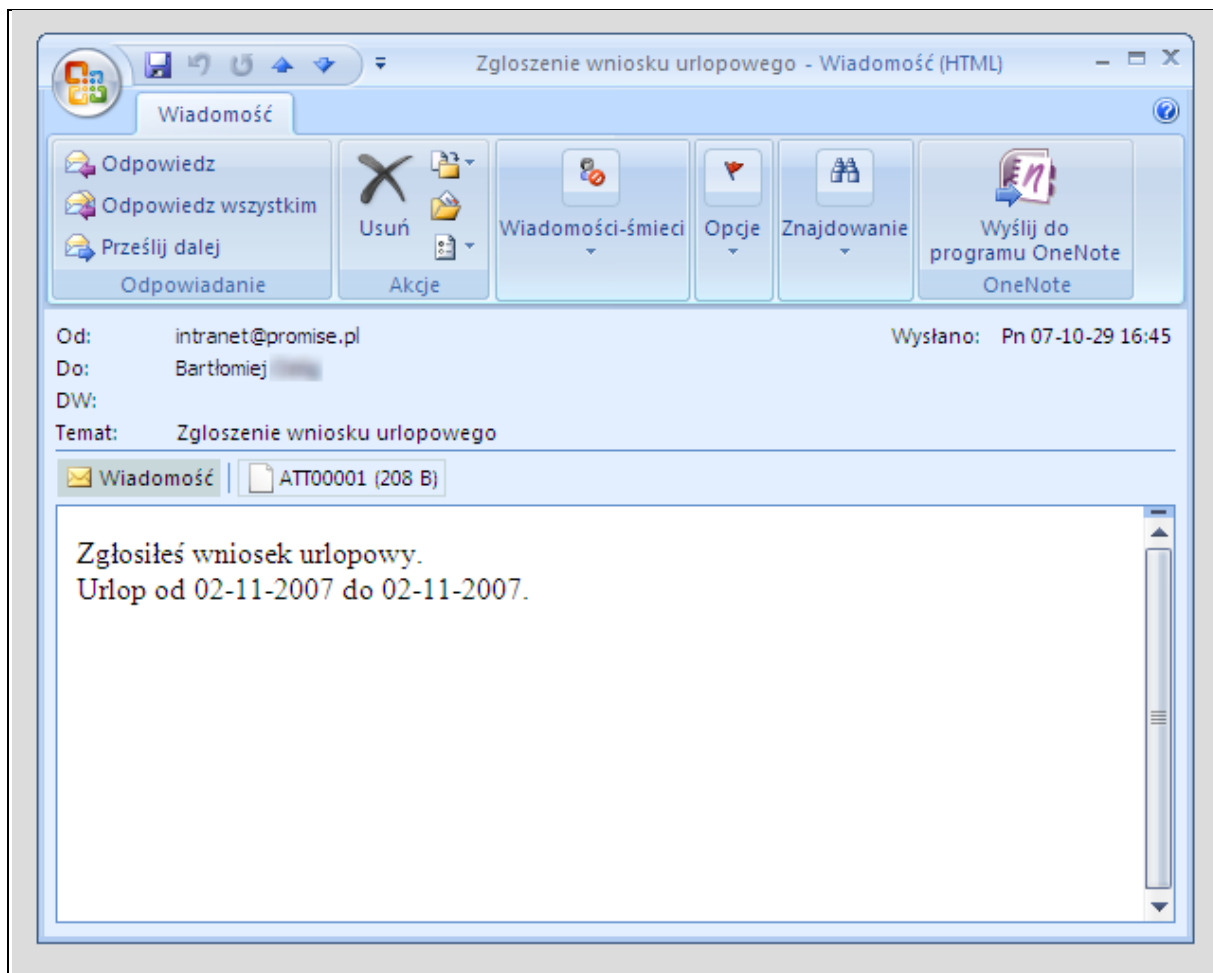 Zgloszenie wniosku urlopowego - Wiadomość (HTML)
Wiadomość
Odpowiedz
Odpowiedz wszystkim
Prześlij dalej
Odpowiadanie
Usuń
Akcje
Wiadomości-śmieci
Opcje
Znajdowanie
Wyślij do
programu OneNote
OneNote
Od: intranet@promise.pl Wysłano: Pn 07-10-29 16:45
Do: Bartłomiej
DW:
Temat: Zgloszenie wniosku urlopowego
Wiadomość ATT00001 (208 B)
Zgłosiłeś wniosek urlopowy.
Urlop od 02-11-2007 do 02-11-2007.